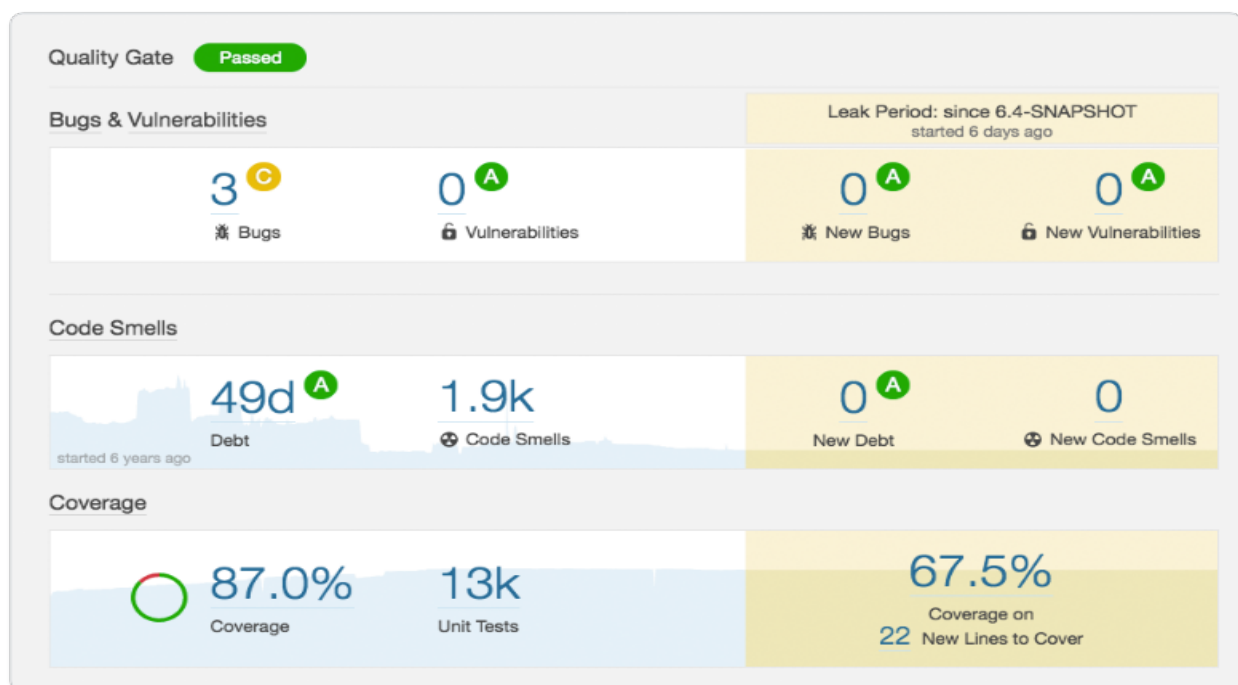 Quality Gate Passed
Bugs & Vulnerabilities
Leak Period: since 6.4-SNAPSHOT
started 6 days ago
3 C 0 A 0 A 0 A
Bugs Vulnerabilities New Bugs New Vulnerabilities
Code Smells
49d A 1.9k 0 A 0
Debt Code Smells New Debt New Code Smells
started 6 years ago
Coverage
87.0% 13k 67.5%
Coverage Unit Tests Coverage on
22 New Lines to Cover